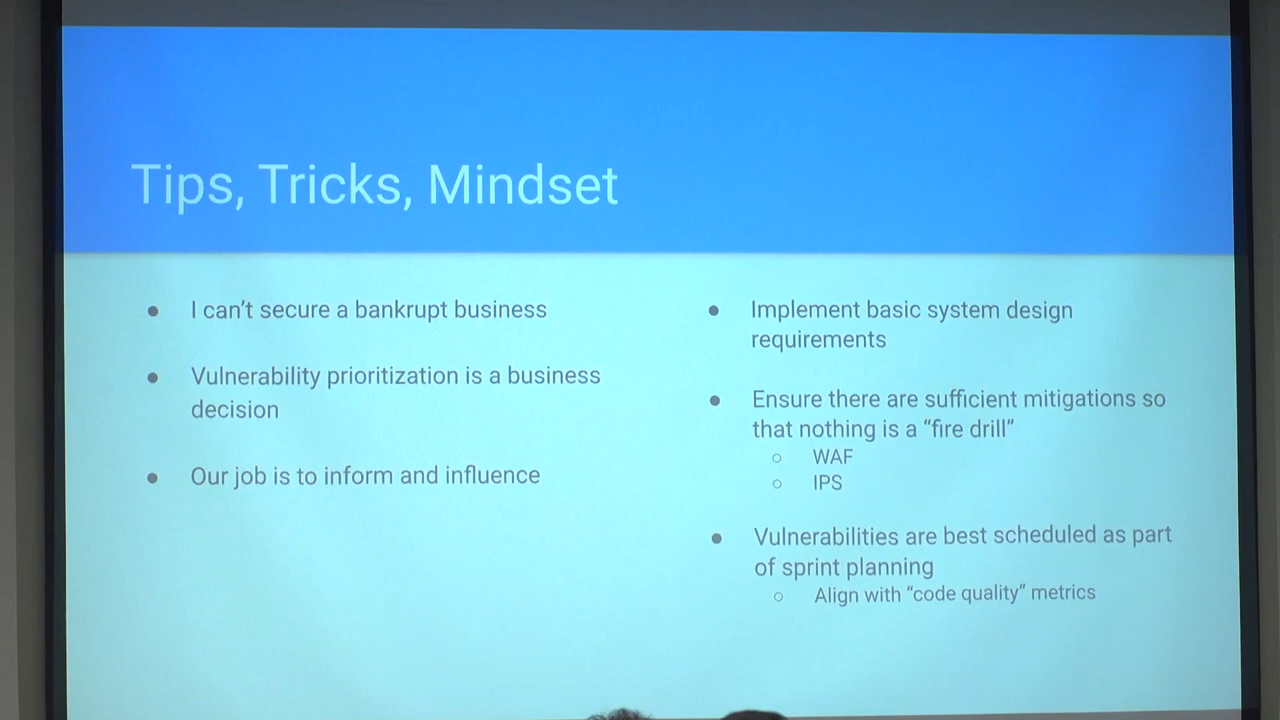 Tips, Tricks, Mindset
● I can't secure a bankrupt business
● Vulnerability prioritization is a business
decision
● Our job is to inform and influence
● Implement basic system design
requirements
● Ensure there are sufficient mitigations so
that nothing is a “fire drill”
○ WAF
○ IPS
● Vulnerabilities are best scheduled as part
of sprint planning
○ Align with “code quality” metrics